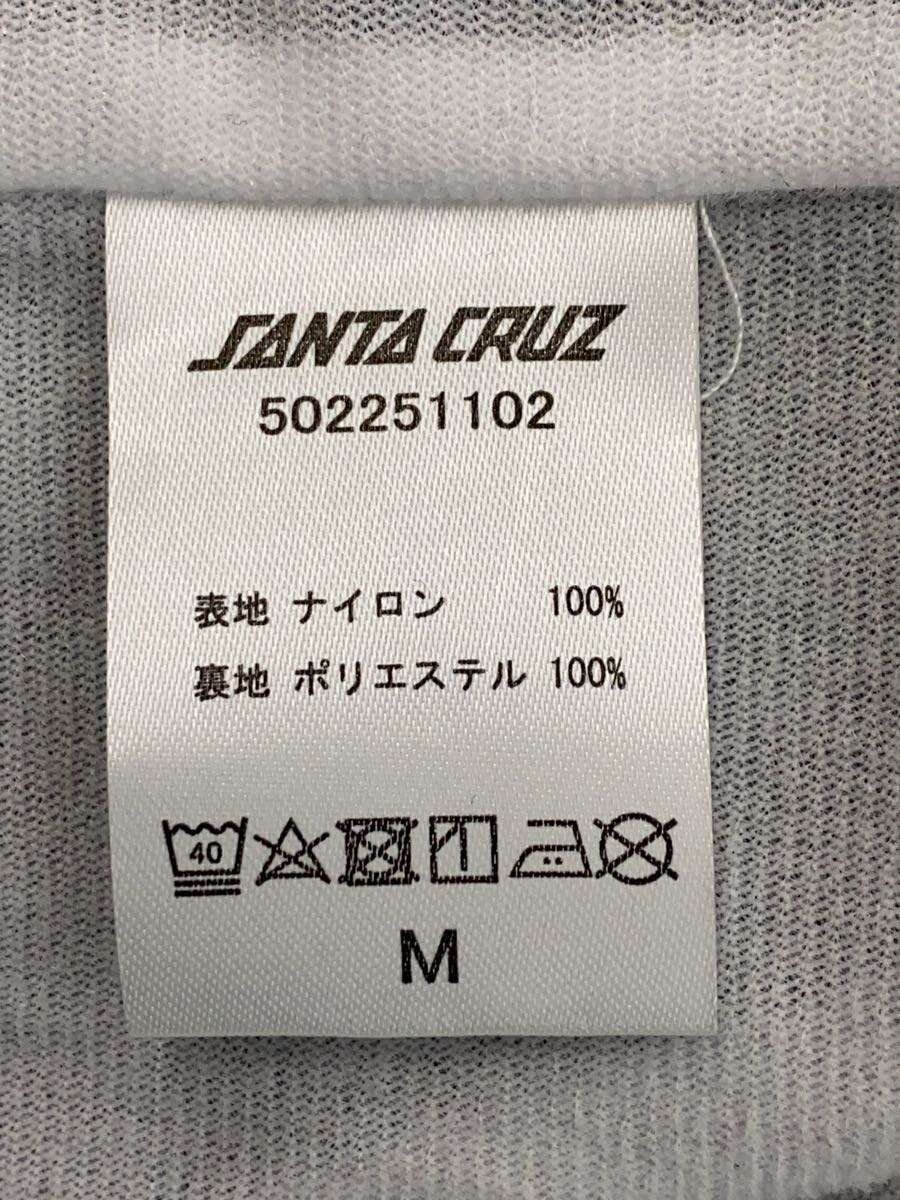 SANTA CRUZ
502251102
表地 ナイロン 100%
裏地 ポリエステル 100%
40
M